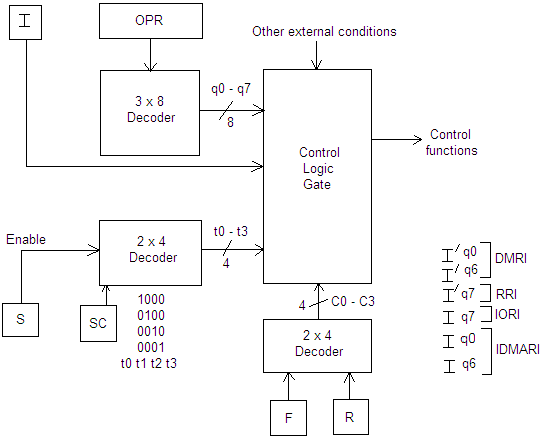 I
OPR
Other external conditions
3 x 8
Decoder
q0 - q7
8
Control
Logic
Gate
Control
functions
Enable
2 x 4
Decoder
t0 - t3
4
S
SC
1000
0100
0010
0001
t0 t1 t2 t3
4
C0 - C3
2 x 4
Decoder
F
R
I' q0
I' q6
DMRI
I' q7
RRI
I q7
IORI
I q0
I q6
IDMARI